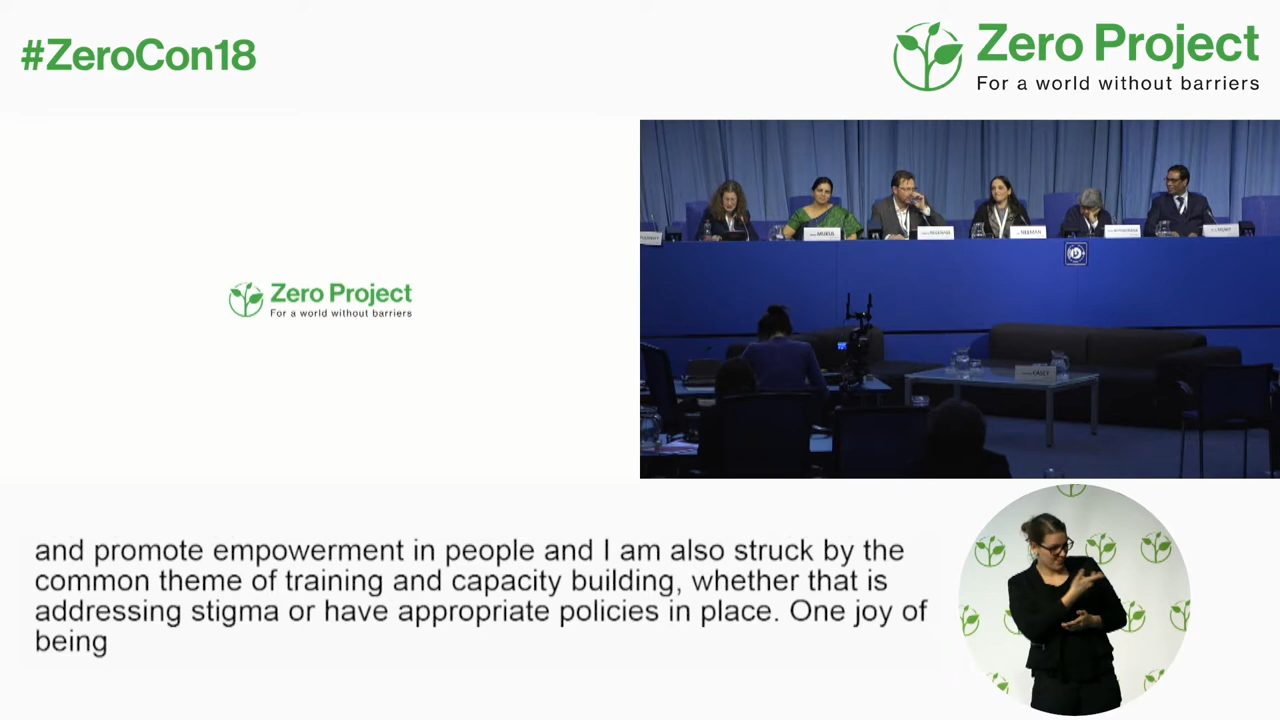 #ZeroCon18
Zero Project
For a world without barriers
Zero Project
For a world without barriers
and promote empowerment in people and I am also struck by the
common theme of training and capacity building, whether that is
addressing stigma or have appropriate policies in place. One joy of
being